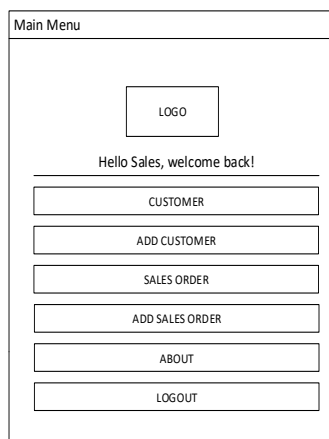 Main Menu
LOGO
Hello Sales, welcome back!
CUSTOMER
ADD CUSTOMER
SALES ORDER
ADD SALES ORDER
ABOUT
LOGOUT